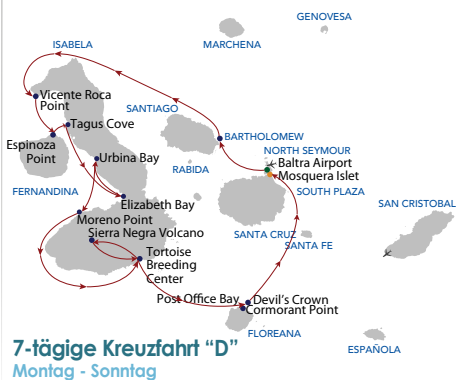 GENOVESA
ISABELA
MARCHENA
Vicente Roca
Point
SANTIAGO
Tagus Cove
BARTHOLOMEW
Espinoza
Point
NORTH SEYMOUR
Urbina Bay
Baltra Airport
RABIDA
Mosquera Islet
FERNANDINA
SOUTH PLAZA
Elizabeth Bay
SAN CRISTOBAL
Moreno Point
Sierra Negra Volcano
SANTA CRUZ
SANTA FE
Tortoise
Breeding
Center
Post Office Bay
Devil's Crown
Cormorant Point
FLOREANA
ESPAÑOLA
7-tägige Kreuzfahrt “D”
Montag - Sonntag